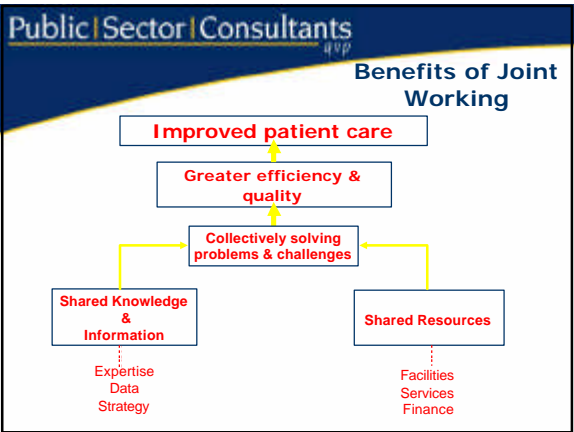 Public|Sector|Consultants
qvp
Benefits of Joint
Working
Improved patient care
Greater efficiency &
quality
Collectively solving
problems & challenges
Shared Knowledge
&
Information
Shared Resources
Expertise
Data
Strategy
Facilities
Services
Finance